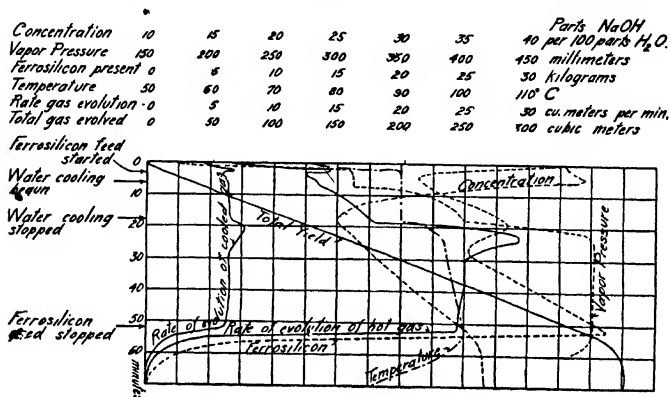 Concentration 10 15 20 25 30 35 40 Parts NaOH per 100 parts H2O.
Vapor Pressure 150 200 250 300 350 400 450 millimeters
Ferrosilicon present 0 5 10 15 20 25 30 kilograms
Temperature 50 60 70 80 90 100 110° C
Rate gas evolution - 0 5 10 15 20 25 30 cu. meters per min.
Total gas evolved 0 50 100 150 200 250 300 cubic meters
Ferrosilicon feed
started
Water cooling
begun
Water cooling
stopped
Ferrosilicon
feed stopped
0
10
20
30
40
50
60
minutes
Concentration
Total Yield
Vapor Pressure
Rate of evolution of cooled gas
Rate of evolution of hot gas.
Ferrosilicon
Temperature